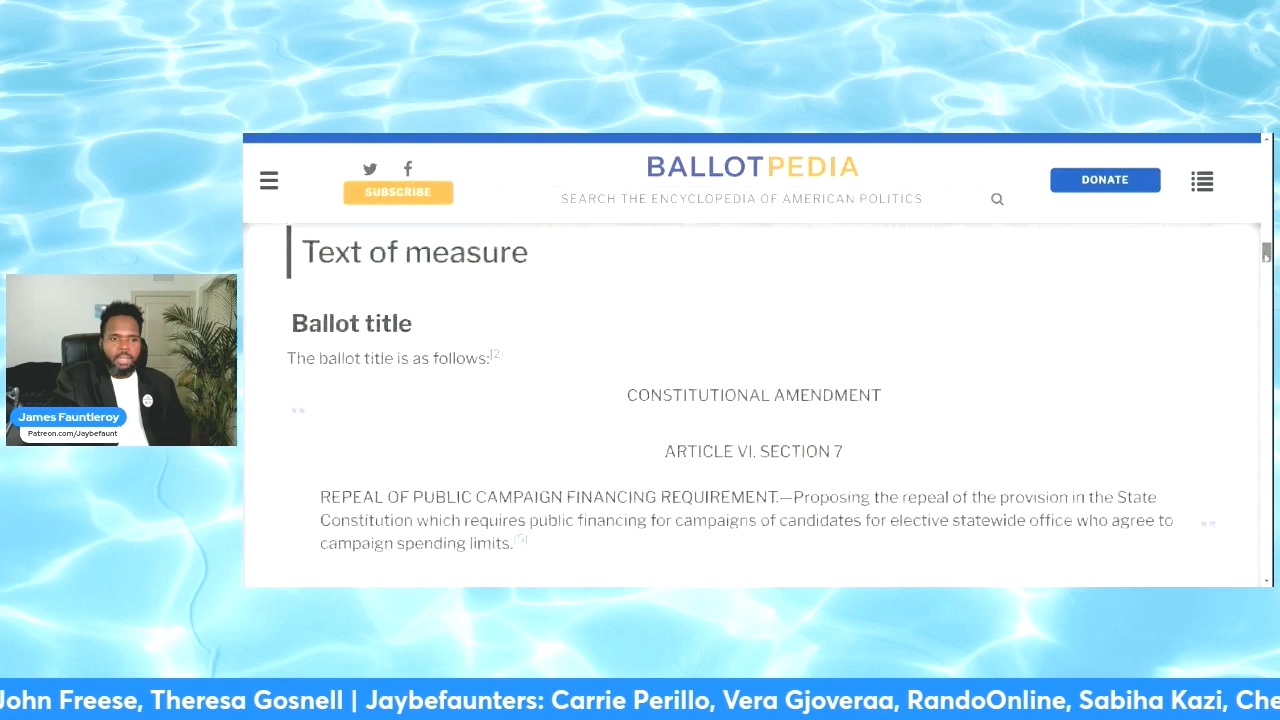 BALLOTPEDIA
SUBSCRIBE
SEARCH THE ENCYCLOPEDIA OF AMERICAN POLITICS
DONATE
Text of measure
Ballot title
The ballot title is as follows:[2
CONSTITUTIONAL AMENDMENT
ARTICLE VI. SECTION 7
REPEAL OF PUBLIC CAMPAIGN FINANCING REQUIREMENT.—Proposing the repeal of the provision in the State
Constitution which requires public financing for campaigns of candidates for elective statewide office who agree to
campaign spending limits.[5]
James Fauntleroy
Patreon.com/Jaybefaunt
John Freese, Theresa Gosnell | Jaybefaunters: Carrie Perillo, Vera Gjoveraa, RandoOnline, Sabiha Kazi, Che